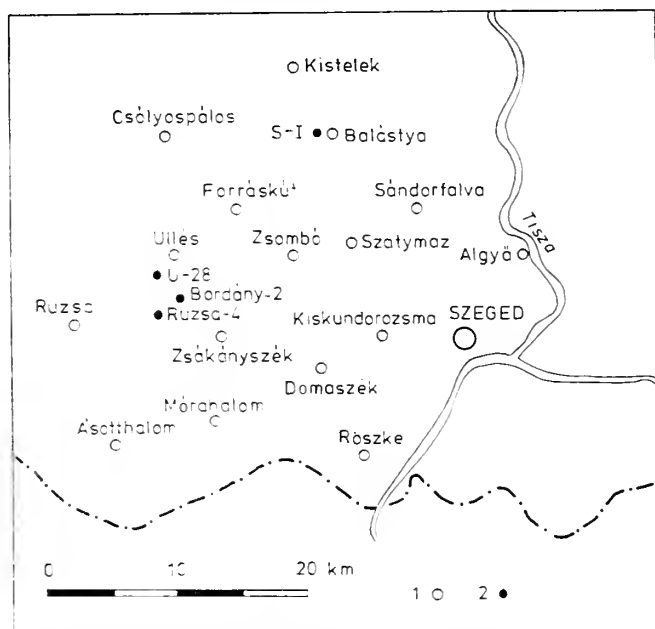 Kistelek
Csólyospálos
S-I
Balástya
Forráskút
Sándorfalva
Üllés
Zsombó
Szatymaz
Algyő
Tisza
Ü-28
Bordány-2
Ruzsa
Ruzsa-4
Kiskundorozsma
SZEGED
Zsákányszék
Domaszék
Mórahalom
Ásotthalom
Röszke
0 10 20 km
1 2